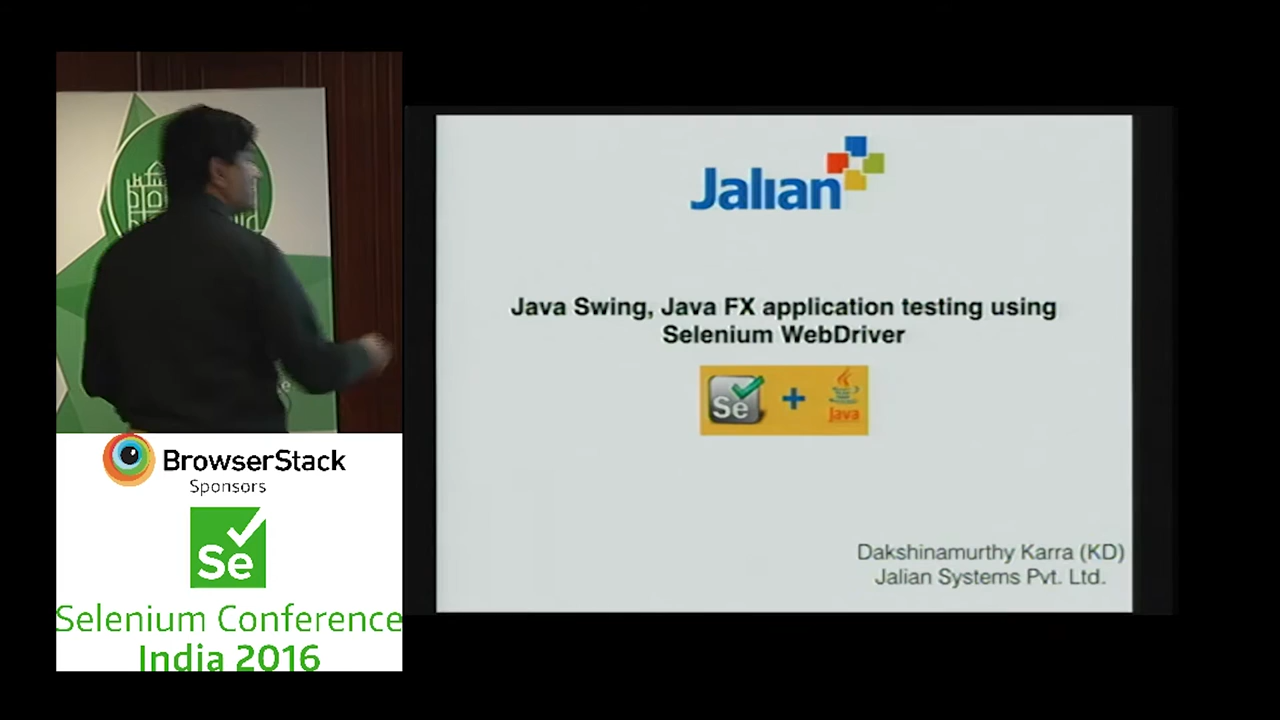 BrowserStack
Sponsors
Se
Selenium Conference
India 2016
Jalian
Java Swing, Java FX application testing using
Selenium WebDriver
Se + Java
Dakshinamurthy Karra (KD)
Jalian Systems Pvt. Ltd.